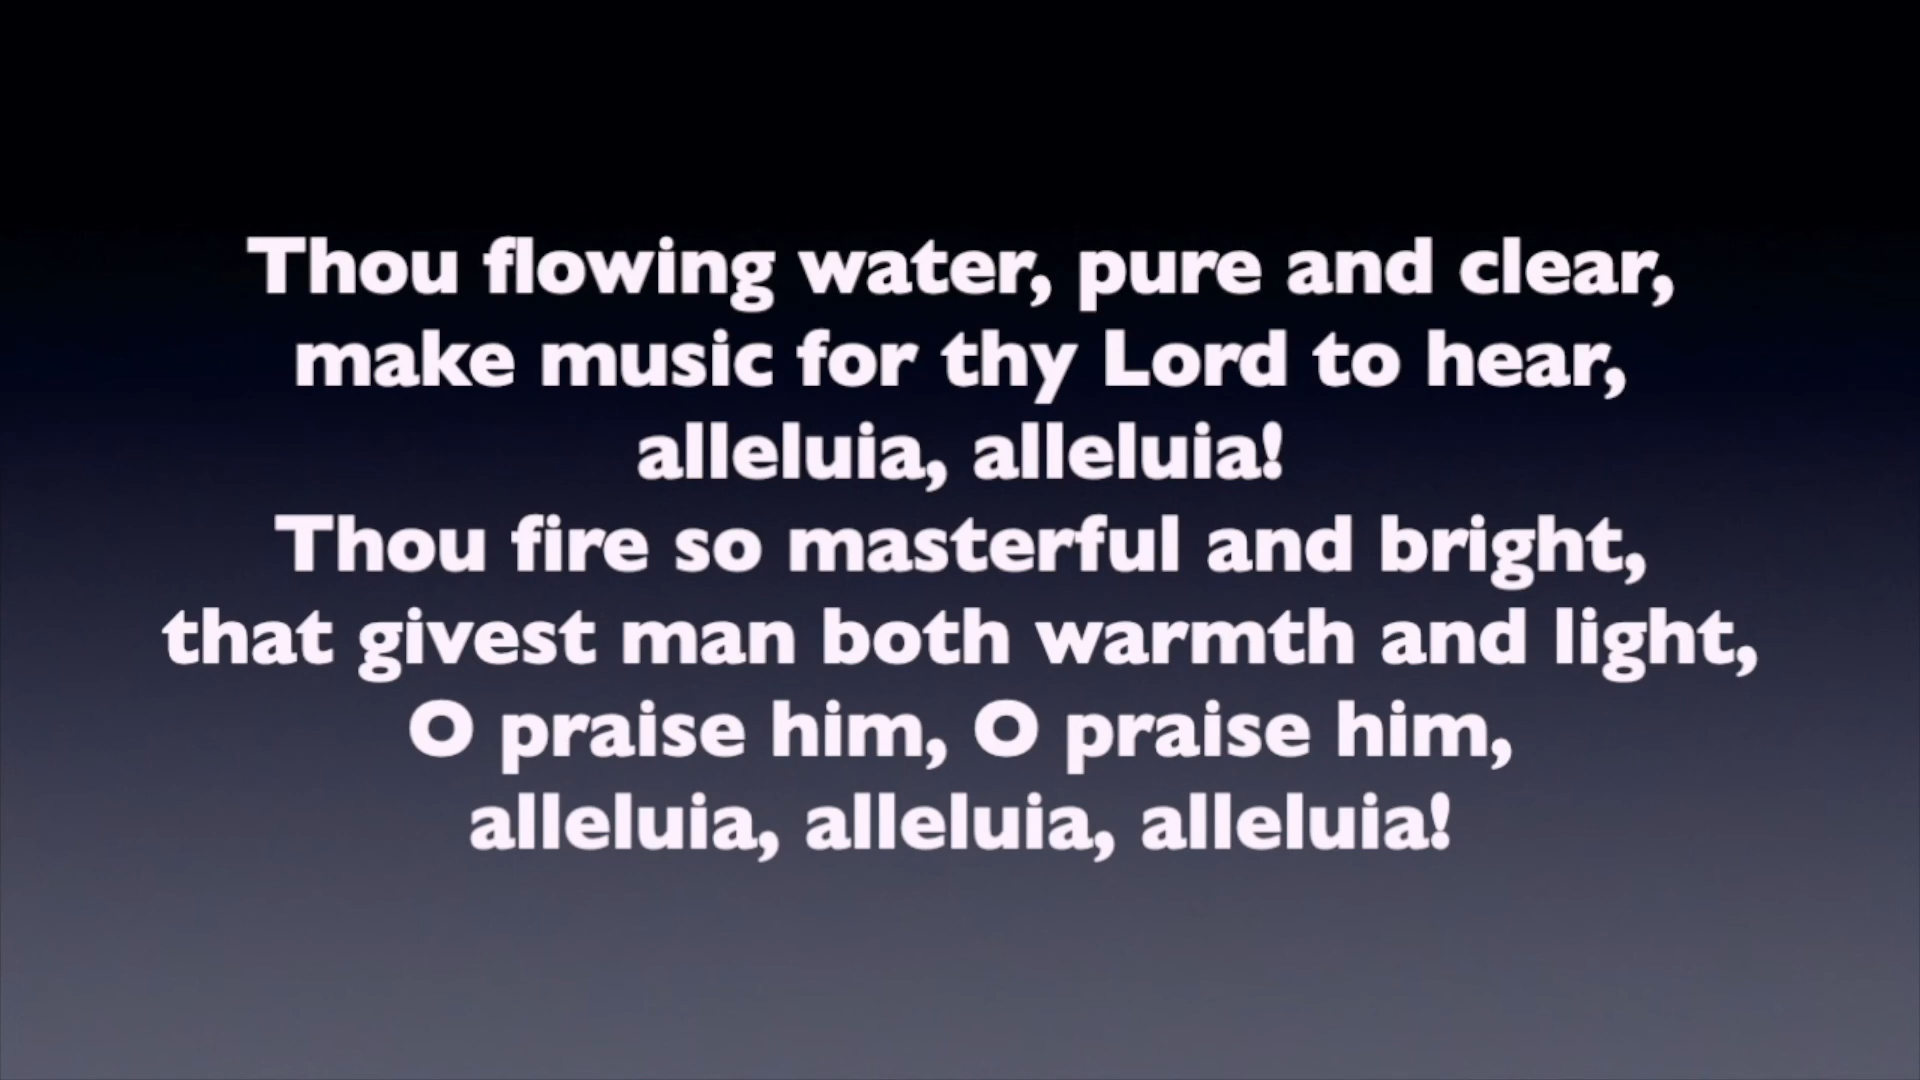 Thou flowing water, pure and clear,
make music for thy Lord to hear,
alleluia, alleluia!
Thou fire so masterful and bright,
that givest man both warmth and light,
O praise him, O praise him,
alleluia, alleluia, alleluia!